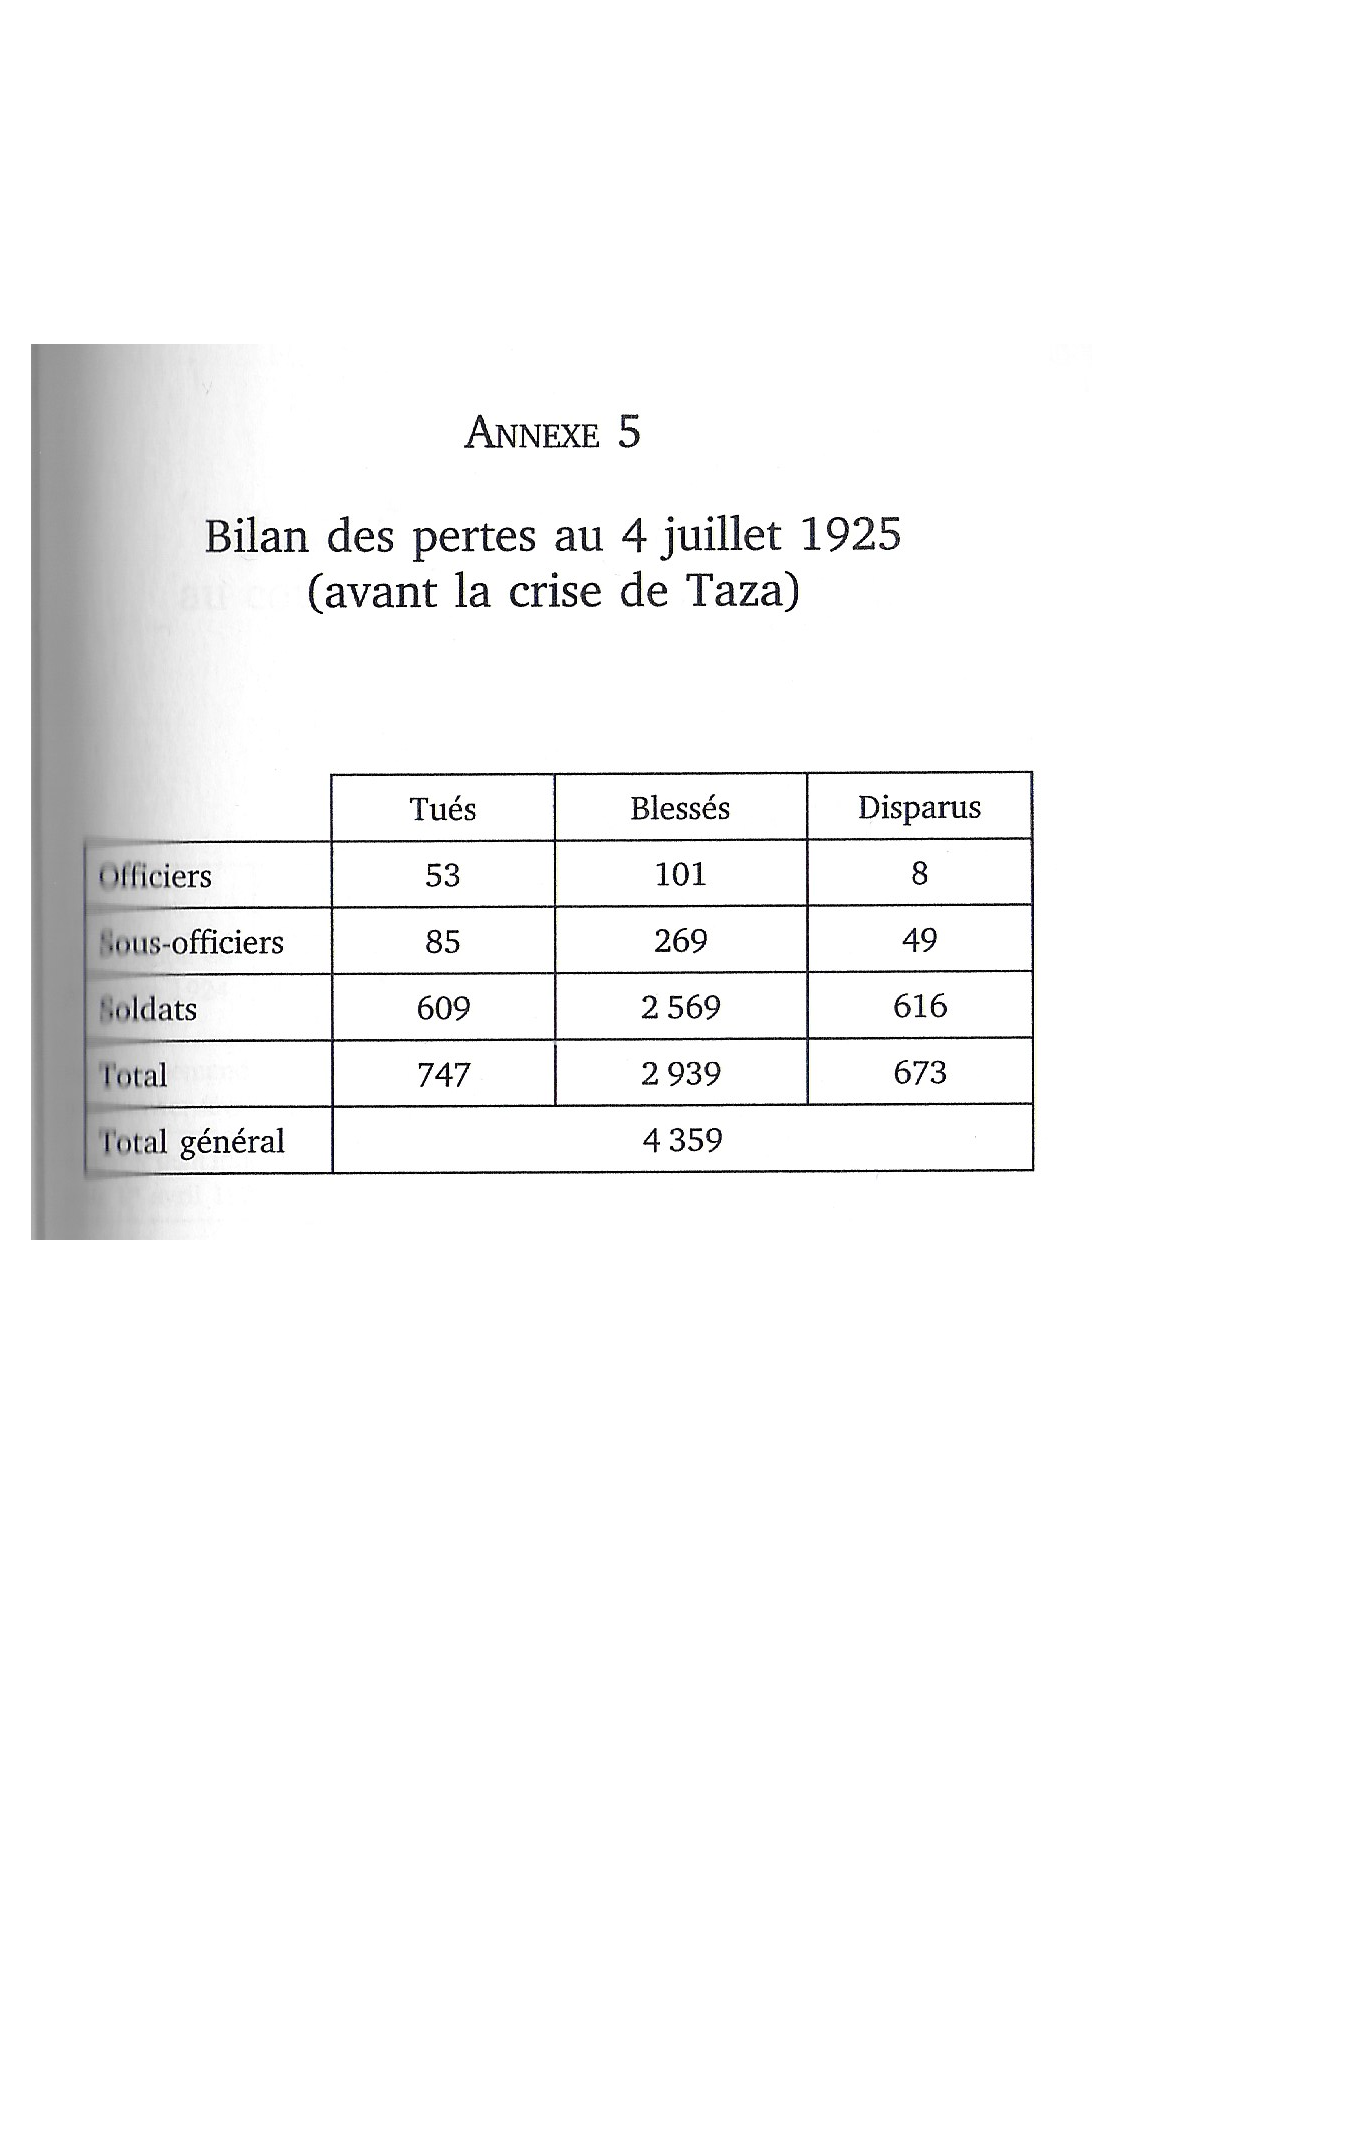 ANNEXE 5
Bilan des pertes au 4 juillet 1925
(avant la crise de Taza)
Tués Blessés Disparus
Officiers 53 101 8
Sous-officiers 85 269 49
Soldats 609 2 569 616
Total 747 2 939 673
Total général 4 359